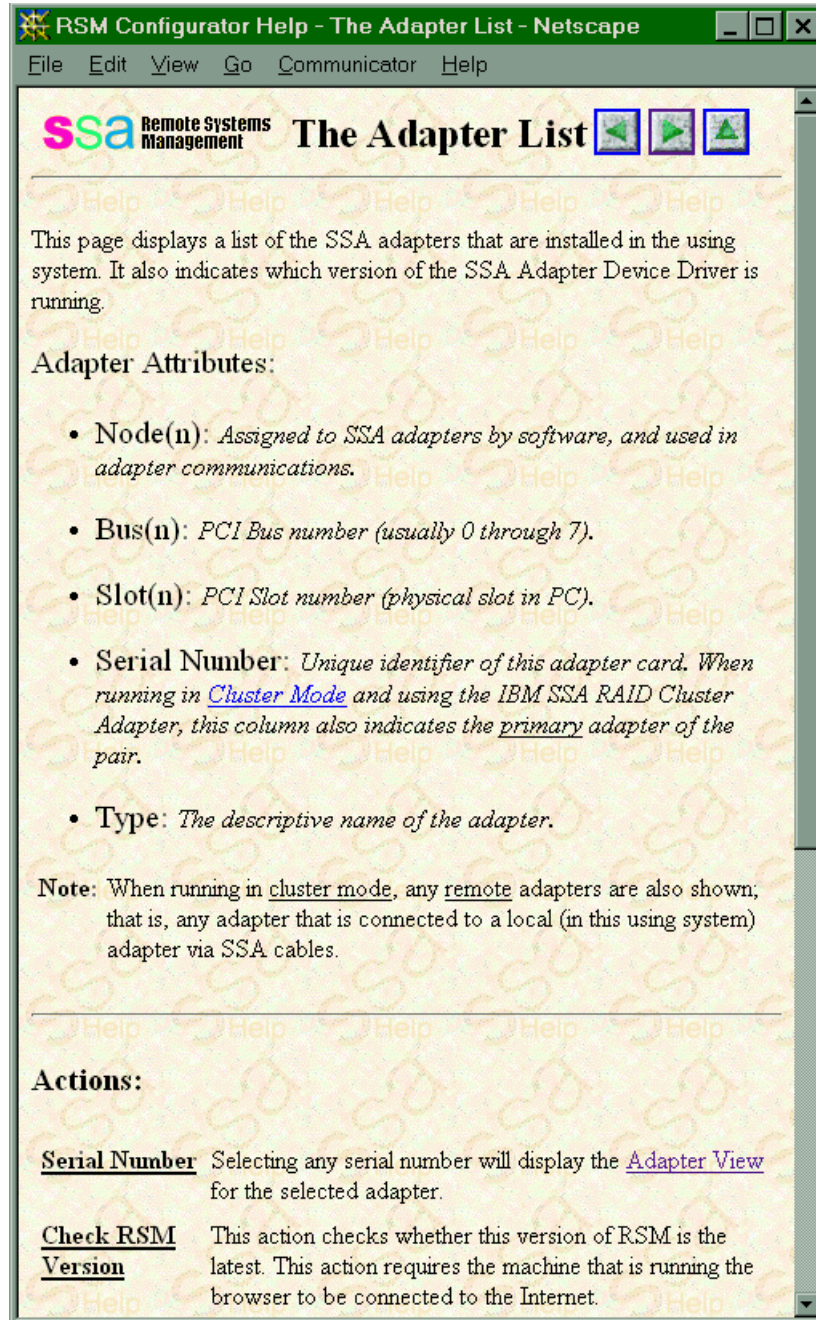 RSM Configurator Help - The Adapter List - Netscape
File Edit View Go Communicator Help
ssa Remote Systems Management The Adapter List
This page displays a list of the SSA adapters that are installed in the using
system. It also indicates which version of the SSA Adapter Device Driver is
running.
Adapter Attributes:
• Node(n): Assigned to SSA adapters by software, and used in
adapter communications.
• Bus(n): PCI Bus number (usually 0 through 7).
• Slot(n): PCI Slot number (physical slot in PC).
• Serial Number: Unique identifier of this adapter card. When
running in Cluster Mode and using the IBM SSA RAID Cluster
Adapter, this column also indicates the primary adapter of the
pair.
• Type: The descriptive name of the adapter.
Note: When running in cluster mode, any remote adapters are also shown;
that is, any adapter that is connected to a local (in this using system)
adapter via SSA cables.
Actions:
Serial Number Selecting any serial number will display the Adapter View
for the selected adapter.
Check RSM This action checks whether this version of RSM is the
Version latest. This action requires the machine that is running the
browser to be connected to the Internet.